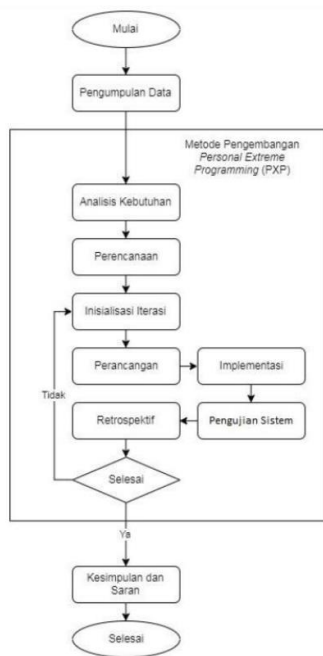 Mulai
Pengumpulan Data
Metode Pengembangan
Personal Extreme
Programming (PXP)
Analisis Kebutuhan
Perencanaan
Inisialisasi Iterasi
Perancangan
Implementasi
Tidak
Retrospektif
Pengujian Sistem
Selesai
Ya
Kesimpulan dan
Saran
Selesai